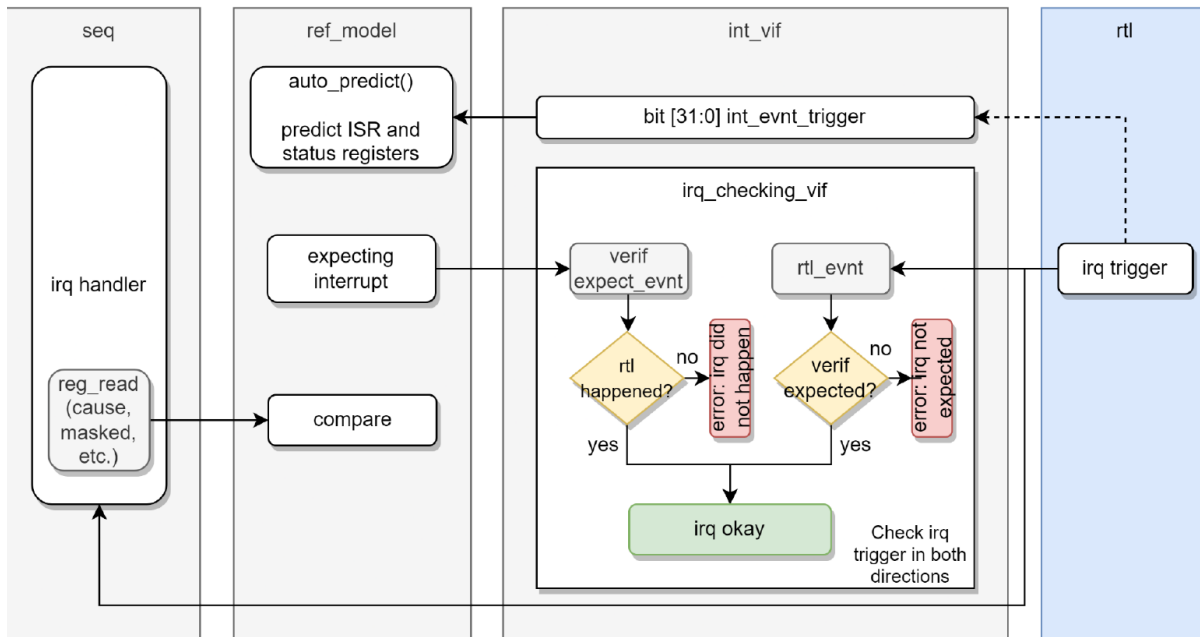 seq
ref_model
int_vif
rtl
auto_predict()
predict ISR and
status registers
bit [31:0] int_evnt_trigger
irq_checking_vif
irq handler
expecting
interrupt
verif
expect_evnt
rtl_evnt
irq trigger
rtl
happened?
no
error: irq did
not happen
verif
expected?
no
error: irq not
expected
reg_read
(cause,
masked,
etc.)
compare
yes
yes
irq okay
Check irq
trigger in both
directions